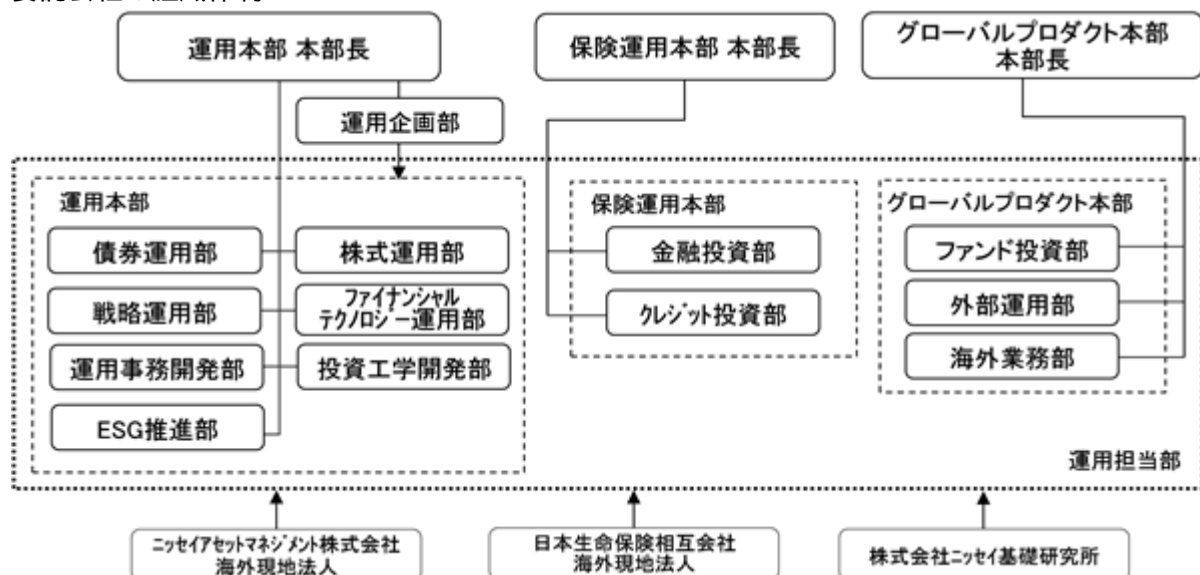 運用本部 本部長
保険運用本部 本部長
グローバルプロダクト本部
本部長
運用企画部
運用本部
債券運用部
株式運用部
戦略運用部
ファイナンシャル
テクノロジー運用部
運用事務開発部
投資工学開発部
ESG推進部
保険運用本部
金融投資部
クレジット投資部
グローバルプロダクト本部
ファンド投資部
外部運用部
海外業務部
運用担当部
ニッセイアセットマネジメント株式会社
海外現地法人
日本生命保険相互会社
海外現地法人
株式会社ニッセイ基礎研究所